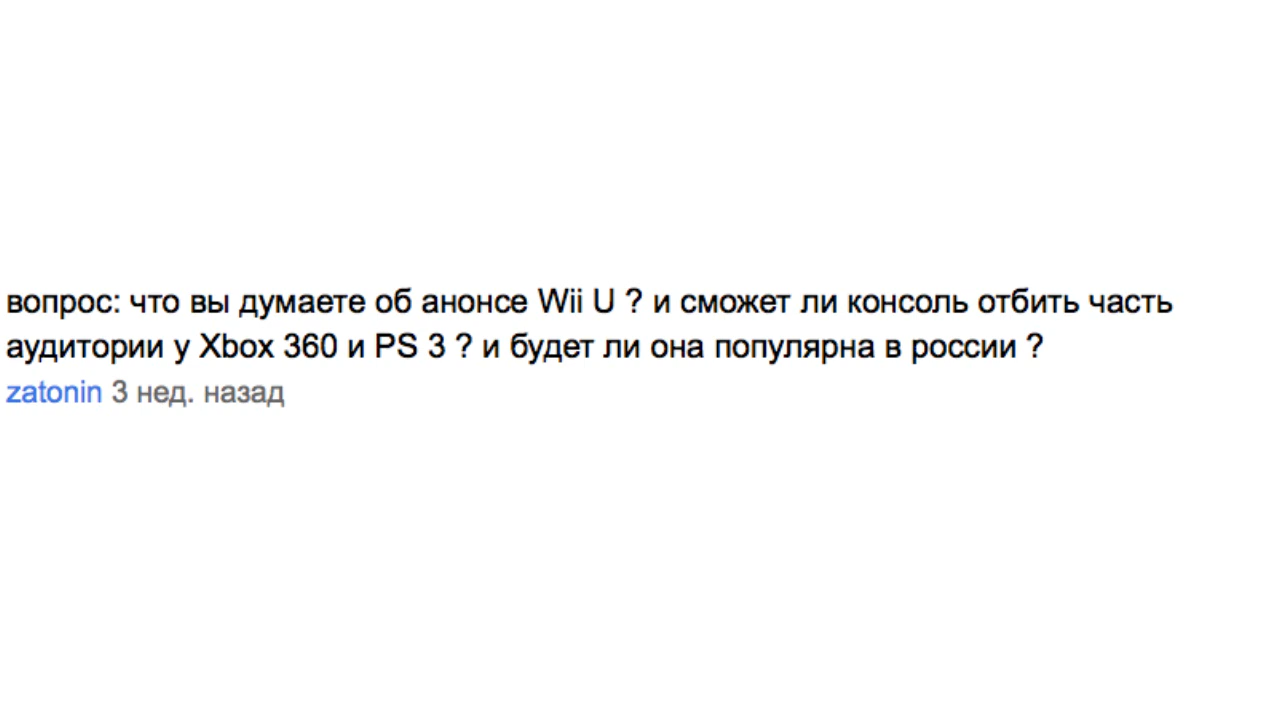 вопрос: что вы думаете об анонсе Wii U ? и сможет ли консоль отбить часть
аудитории у Xbox 360 и PS 3 ? и будет ли она популярна в россии ?
zatonin 3 нед. назад